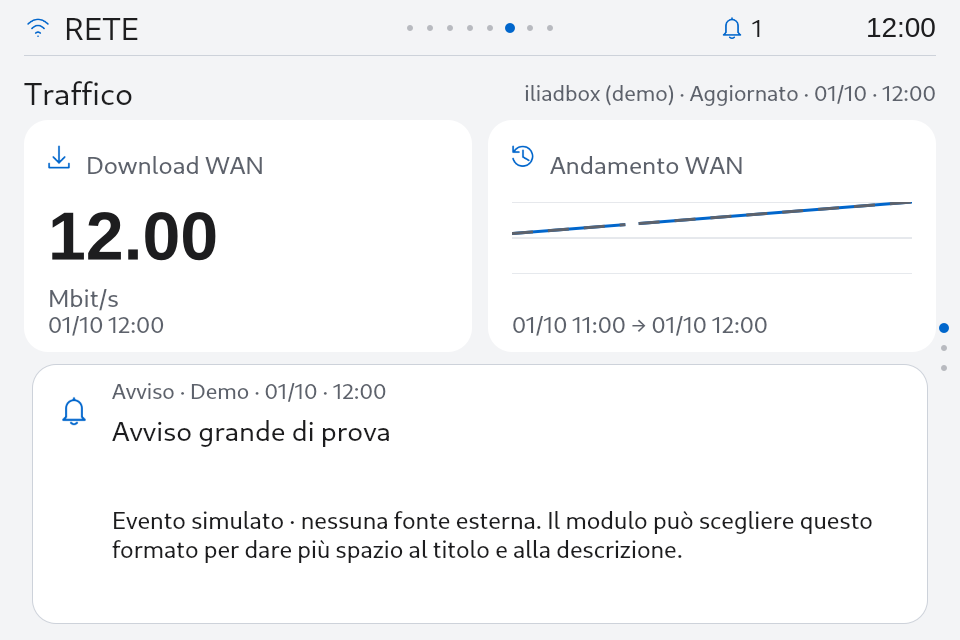 RETE
1
12:00
Traffico
iliadbox (demo) · Aggiornato · 01/10 · 12:00
Download WAN
12.00
Mbit/s
01/10 12:00
Andamento WAN
01/10 11:00 → 01/10 12:00
Avviso · Demo · 01/10 · 12:00
Avviso grande di prova
Evento simulato · nessuna fonte esterna. Il modulo può scegliere questo
formato per dare più spazio al titolo e alla descrizione.